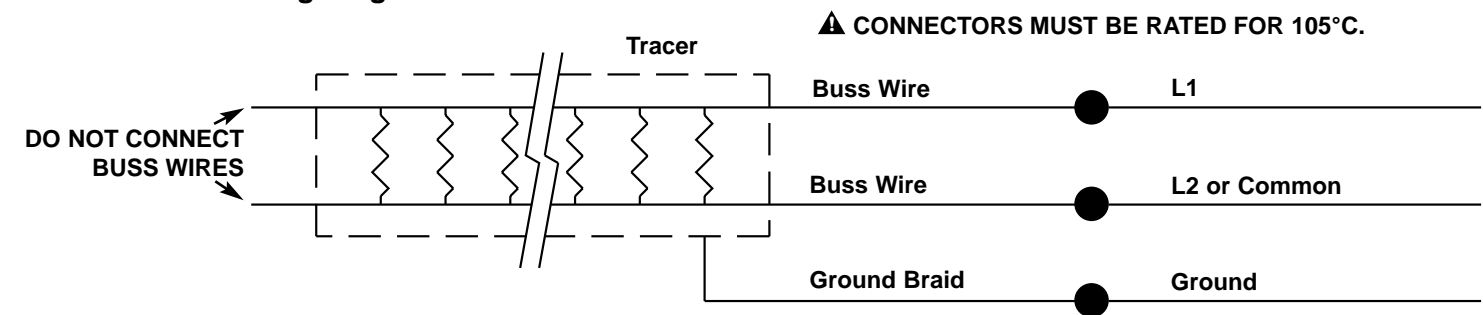 CONNECTORS MUST BE RATED FOR 105°C.
Tracer
Buss Wire
L1
DO NOT CONNECT
BUSS WIRES
Buss Wire
L2 or Common
Ground Braid
Ground